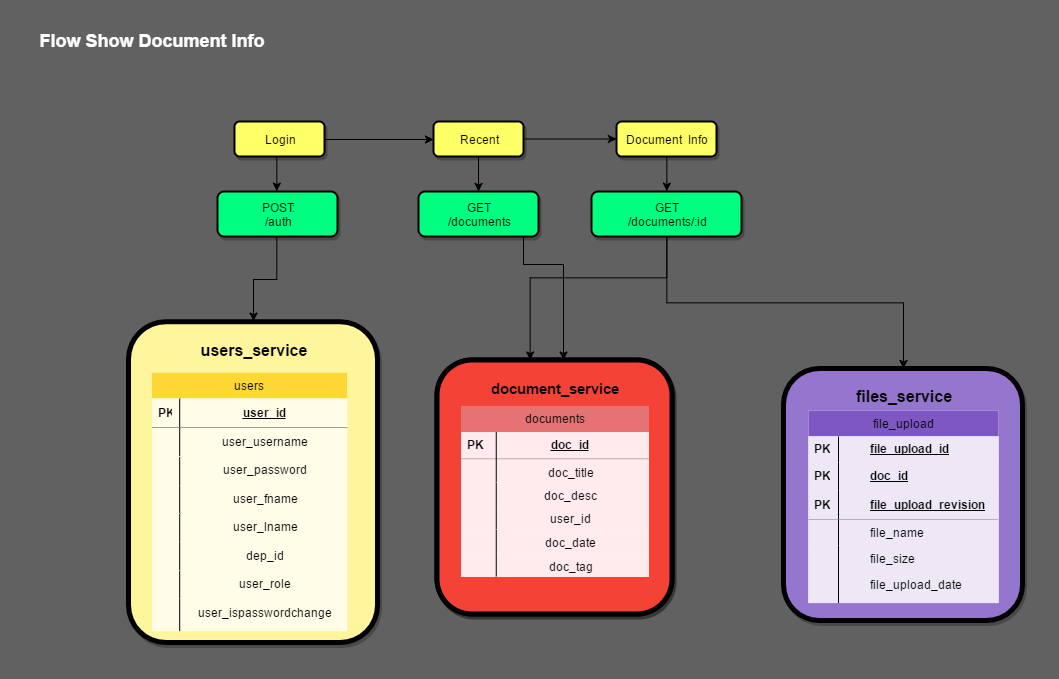 Flow Show Document Info
Login
Recent
Document Info
POST:
/auth
GET
/documents
GET
/documents/:id
users_service
users
PK user_id
user_username
user_password
user_fname
user_lname
dep_id
user_role
user_ispasswordchange
document_service
documents
PK doc_id
doc_title
doc_desc
user_id
doc_date
doc_tag
files_service
file_upload
PK file_upload_id
PK doc_id
PK file_upload_revision
file_name
file_size
file_upload_date